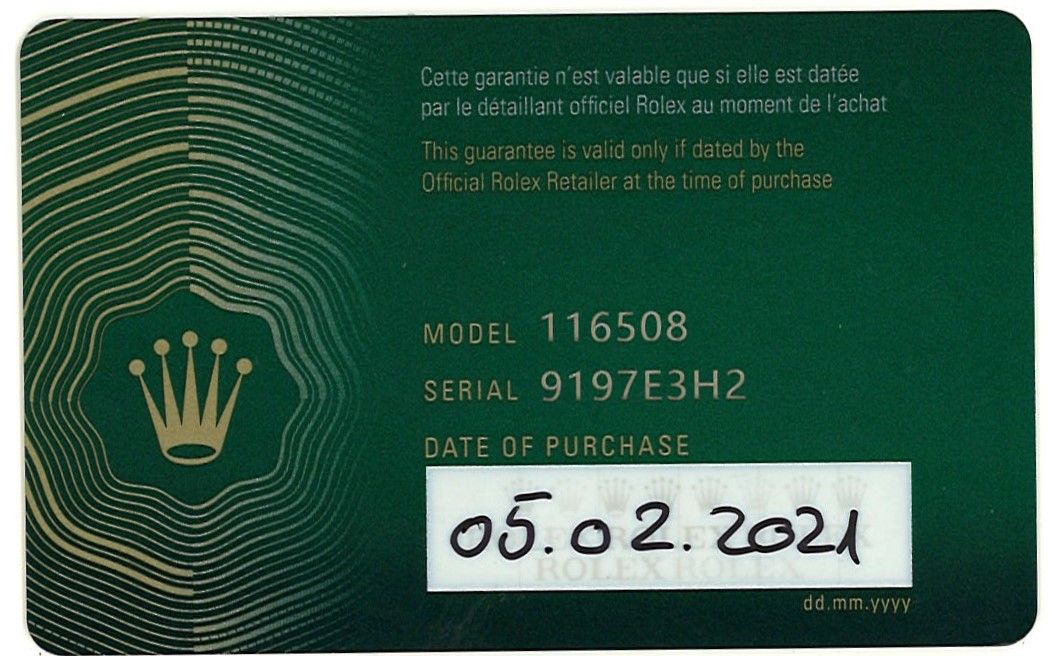 Cette garantie n'est valable que si elle est datée
par le détaillant officiel Rolex au moment de l'achat
This guarantee is valid only if dated by the
Official Rolex Retailer at the time of purchase
MODEL 116508
SERIAL 9197E3H2
DATE OF PURCHASE
05.02.2021
ROLEX ROLEX
dd.mm.yyyy